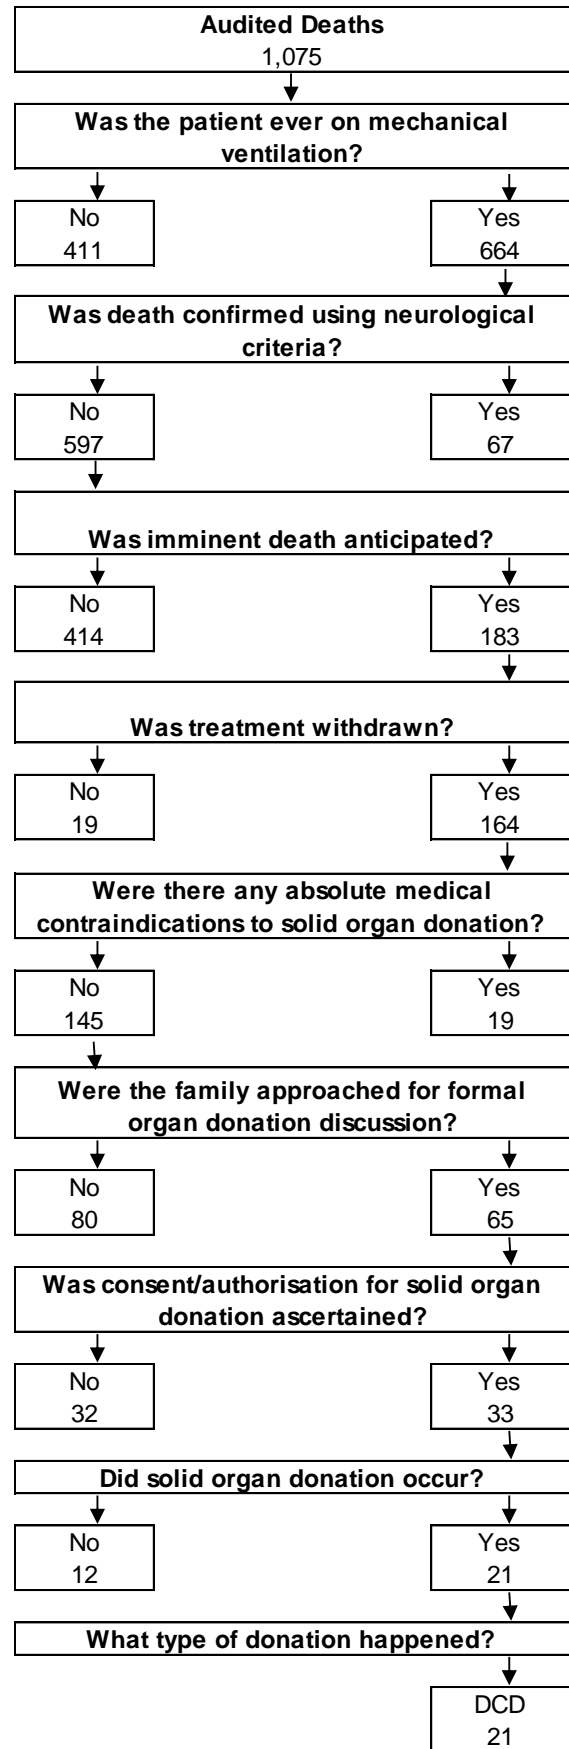 Audited Deaths
1,075
Was the patient ever on mechanical
ventilation?
No
411
Yes
664
Was death confirmed using neurological
criteria?
No
597
Yes
67
Was imminent death anticipated?
No
414
Yes
183
Was treatment withdrawn?
No
19
Yes
164
Were there any absolute medical
contraindications to solid organ donation?
No
145
Yes
19
Were the family approached for formal
organ donation discussion?
No
80
Yes
65
Was consent/authorisation for solid organ
donation ascertained?
No
32
Yes
33
Did solid organ donation occur?
No
12
Yes
21
What type of donation happened?
DCD
21